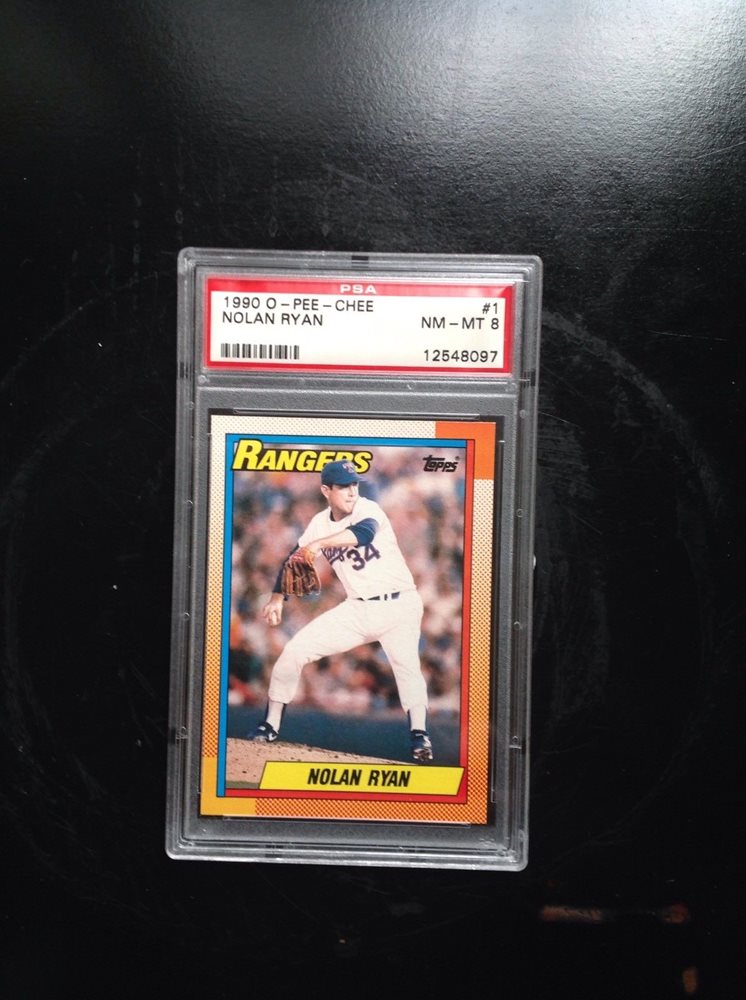 PSA
1990 O-PEE-CHEE #1
NOLAN RYAN NM-MT 8
12548097
RANGERS
topps
34
NOLAN RYAN